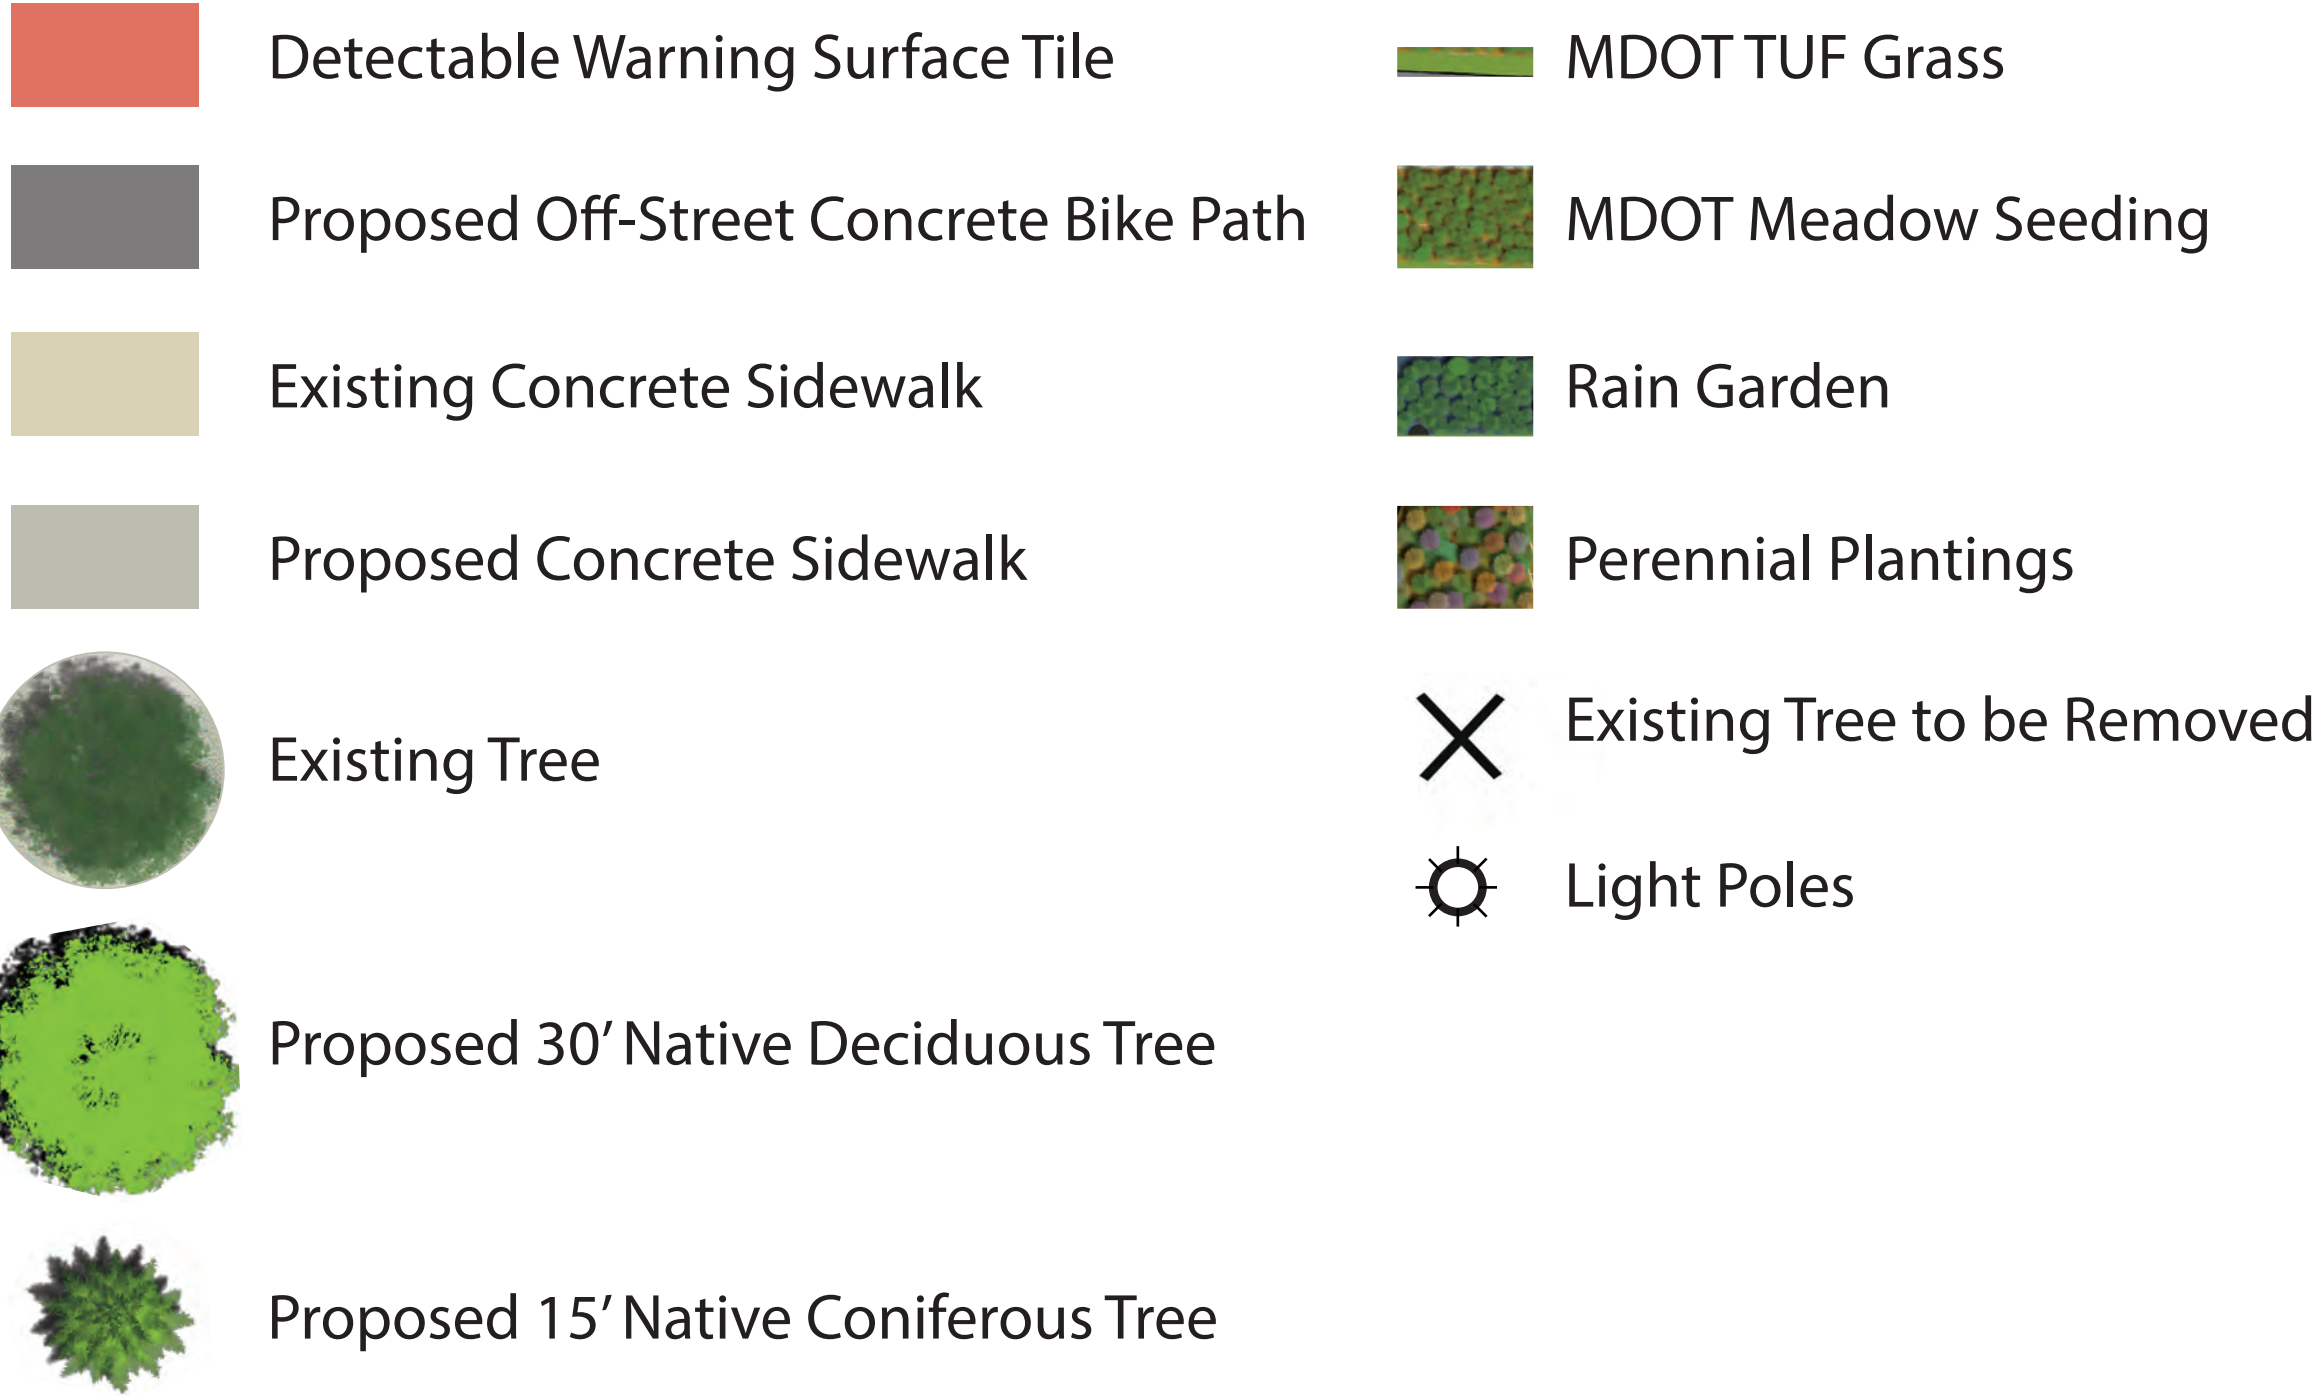 Detectable Warning Surface Tile
Proposed Off-Street Concrete Bike Path
Existing Concrete Sidewalk
Proposed Concrete Sidewalk
Existing Tree
Proposed 30' Native Deciduous Tree
Proposed 15' Native Coniferous Tree
MDOT TUF Grass
MDOT Meadow Seeding
Rain Garden
Perennial Plantings
Existing Tree to be Removed
Light Poles